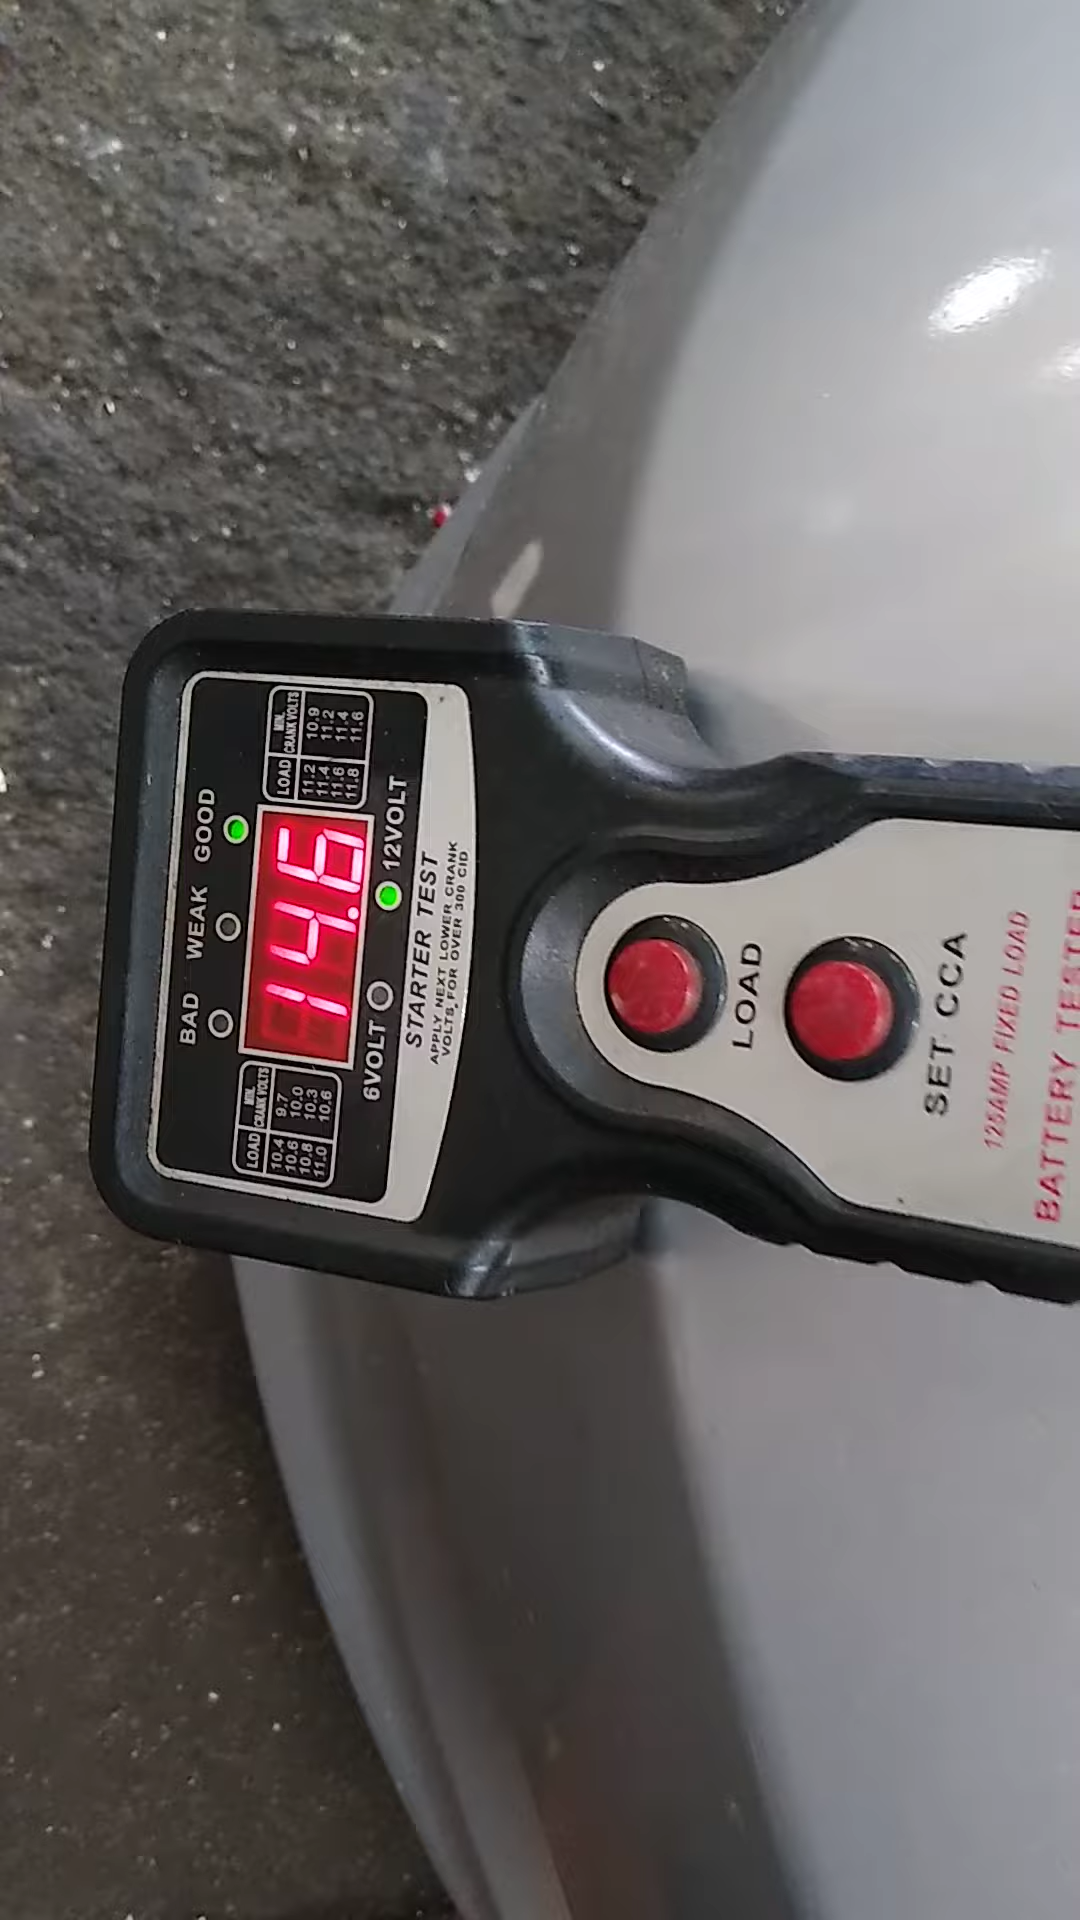 BAD WEAK GOOD
LOAD MIN. CRANK VOLTS
10.4 9.7
10.6 10.0
10.8 10.3
11.0 10.6
14.6
LOAD MIN. CRANK VOLTS
11.2 10.9
11.4 11.2
11.6 11.4
11.8 11.6
6VOLT 12VOLT
STARTER TEST
APPLY NEXT LOWER CRANK
VOLTS, FOR OVER 300 CID
LOAD
SET CCA
125AMP FIXED LOAD
BATTERY TESTER